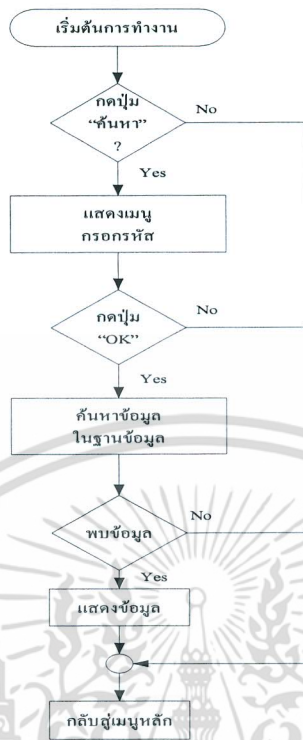 เริ่มต้นการทำงาน
กดปุ่ม
“ค้นหา”
?
No
Yes
แสดงเมนู
กรอกรหัส
กดปุ่ม
“OK”
No
Yes
ค้นหาข้อมูล
ในฐานข้อมูล
พบข้อมูล
No
Yes
แสดงข้อมูล
กลับสู่เมนูหลัก